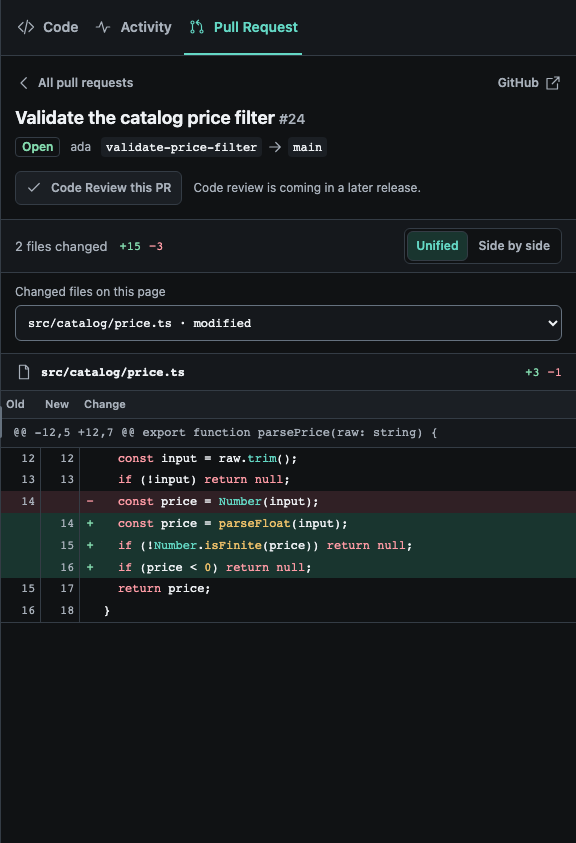 Code Activity Pull Request
All pull requests GitHub
Validate the catalog price filter #24
Open ada validate-price-filter → main
Code Review this PR Code review is coming in a later release.
2 files changed +15 −3 Unified Side by side
Changed files on this page
src/catalog/price.ts · modified
src/catalog/price.ts +3 −1
Old New Change
@@ -12,5 +12,7 @@ export function parsePrice(raw: string) {
12 12 const input = raw.trim();
13 13 if (!input) return null;
14 − const price = Number(input);
14 + const price = parseFloat(input);
15 + if (!Number.isFinite(price)) return null;
16 + if (price < 0) return null;
15 17 return price;
16 18 }